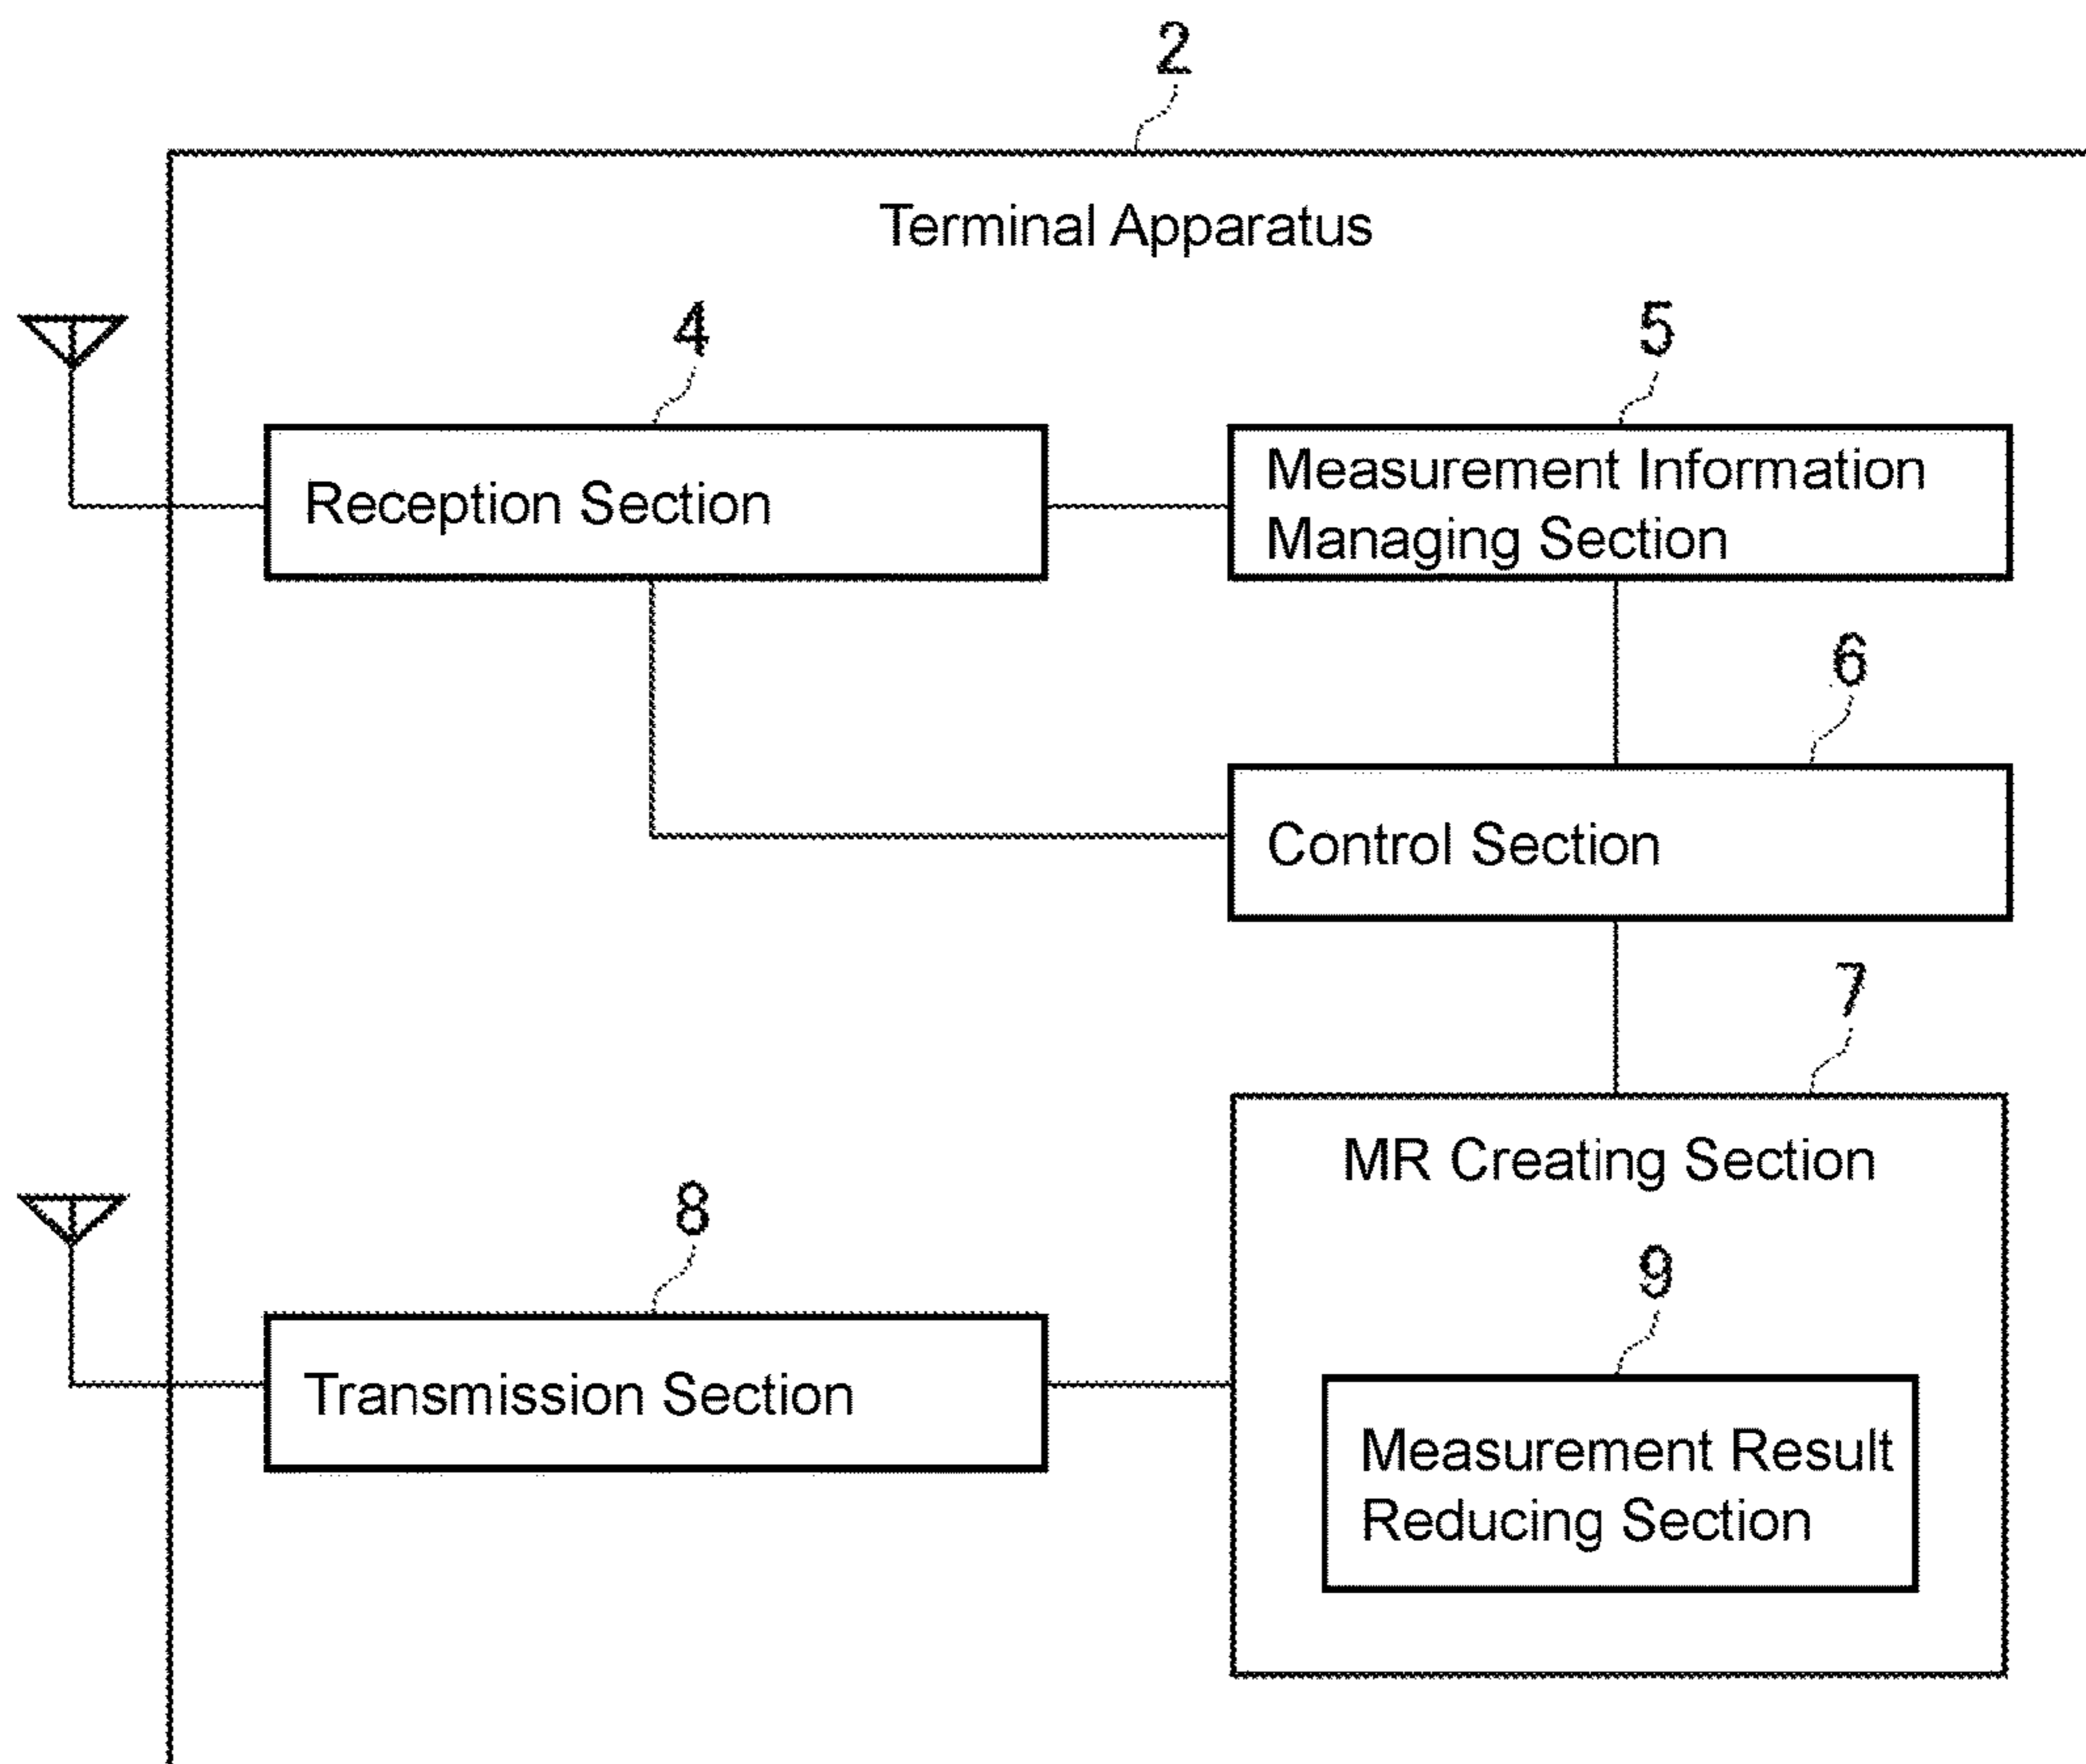 2
Terminal Apparatus
4
5
Reception Section
Measurement Information
Managing Section
6
Control Section
7
MR Creating Section
8
9
Transmission Section
Measurement Result
Reducing Section